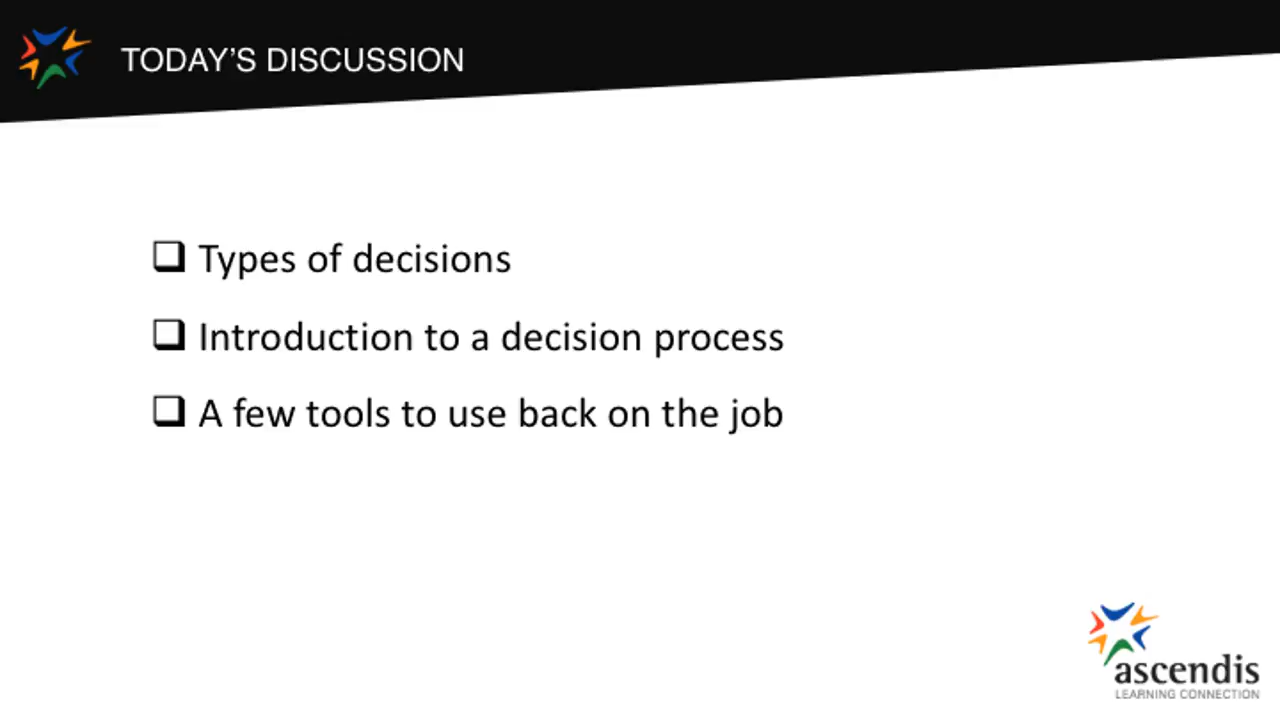 TODAY’S DISCUSSION
❑ Types of decisions
❑ Introduction to a decision process
❑ A few tools to use back on the job
ascendis
LEARNING CONNECTION